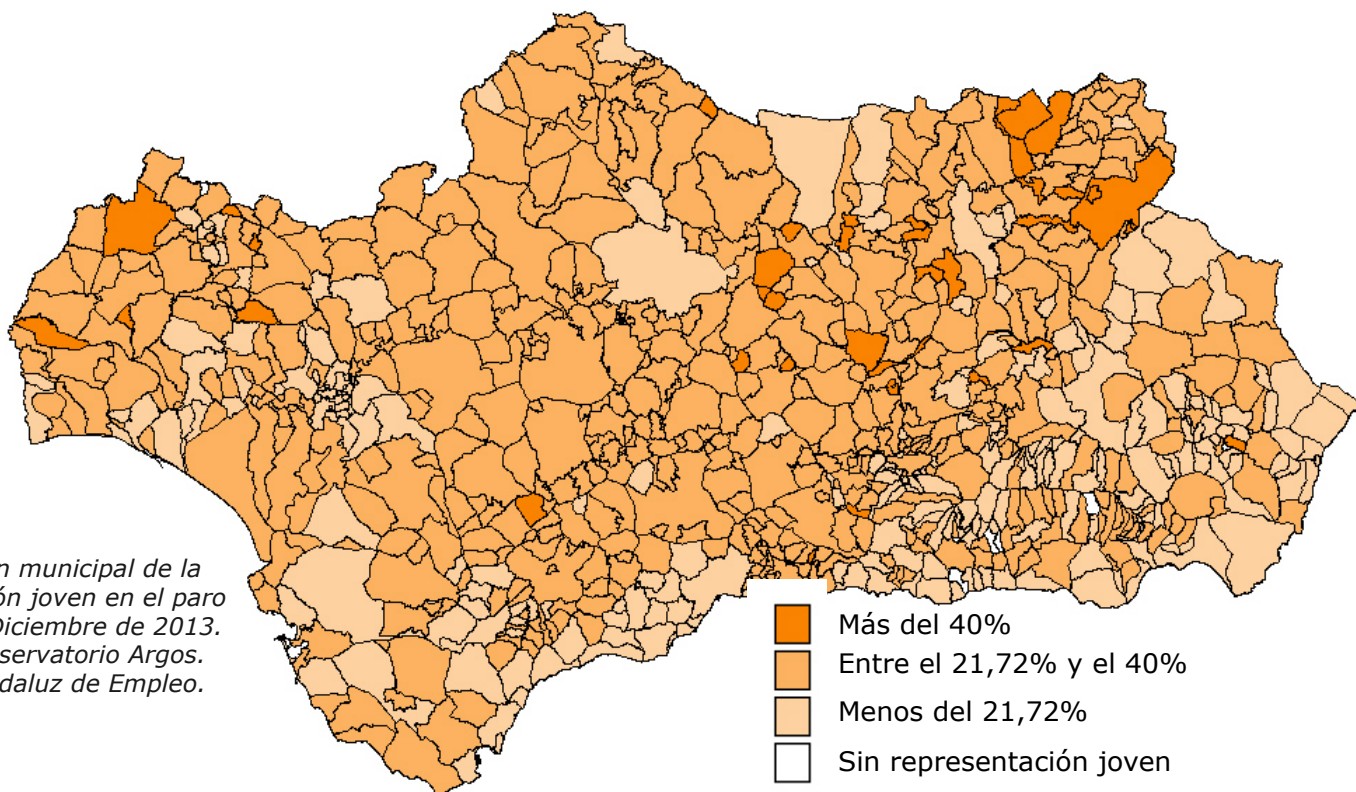 n municipal de la
ón joven en el paro
Diciembre de 2013.
servatorio Argos.
daluz de Empleo.
Más del 40%
Entre el 21,72% y el 40%
Menos del 21,72%
Sin representación joven